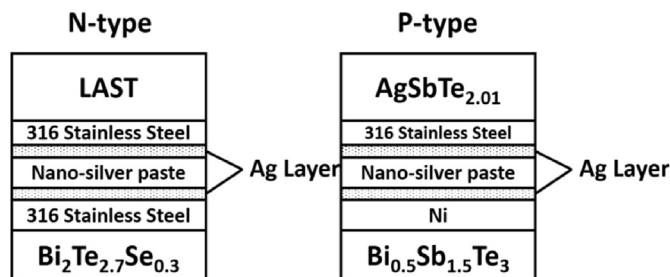 N-type
P-type
LAST
AgSbTe2.01
316 Stainless Steel
316 Stainless Steel
Nano-silver paste
Ag Layer
Nano-silver paste
Ag Layer
316 Stainless Steel
Ni
Bi2Te2.7Se0.3
Bi0.5Sb1.5Te3